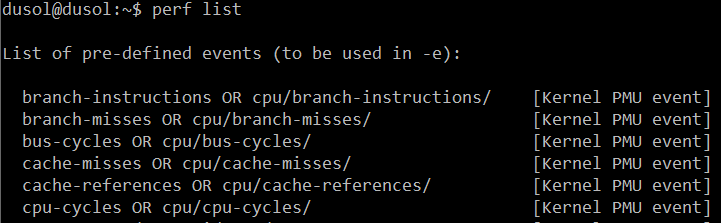 dusol@dusol:~$ perf list
List of pre-defined events (to be used in -e):
branch-instructions OR cpu/branch-instructions/ [Kernel PMU event]
branch-misses OR cpu/branch-misses/ [Kernel PMU event]
bus-cycles OR cpu/bus-cycles/ [Kernel PMU event]
cache-misses OR cpu/cache-misses/ [Kernel PMU event]
cache-references OR cpu/cache-references/ [Kernel PMU event]
cpu-cycles OR cpu/cpu-cycles/ [Kernel PMU event]